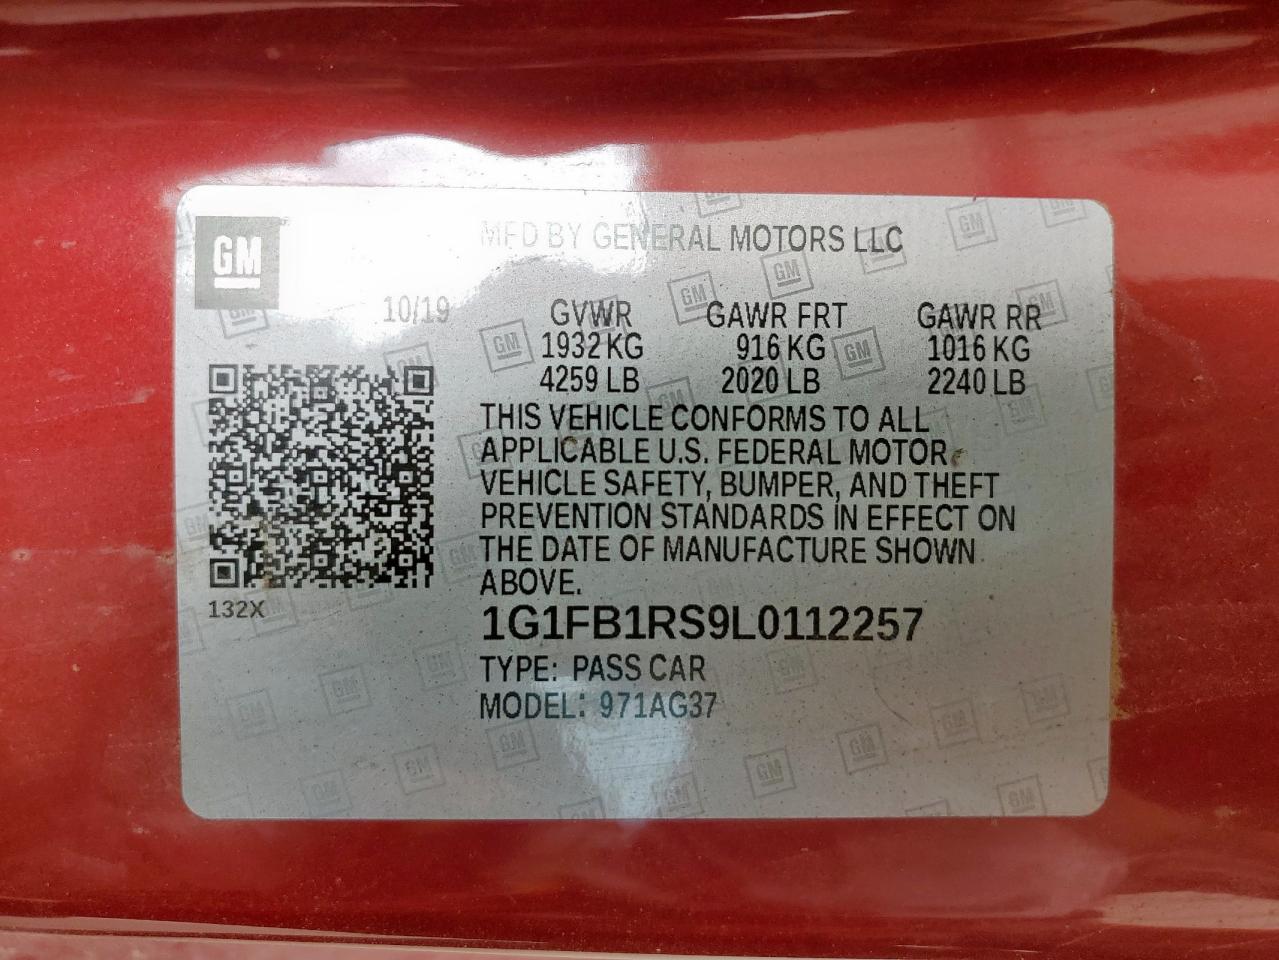 GM
MFD BY GENERAL MOTORS LLC
10/19 GVWR GAWR FRT GAWR RR
1932 KG 916 KG 1016 KG
4259 LB 2020 LB 2240 LB
THIS VEHICLE CONFORMS TO ALL
APPLICABLE U.S. FEDERAL MOTOR
VEHICLE SAFETY, BUMPER, AND THEFT
PREVENTION STANDARDS IN EFFECT ON
THE DATE OF MANUFACTURE SHOWN
ABOVE.
132X
1G1FB1RS9L0112257
TYPE: PASS CAR
MODEL: 971AG37